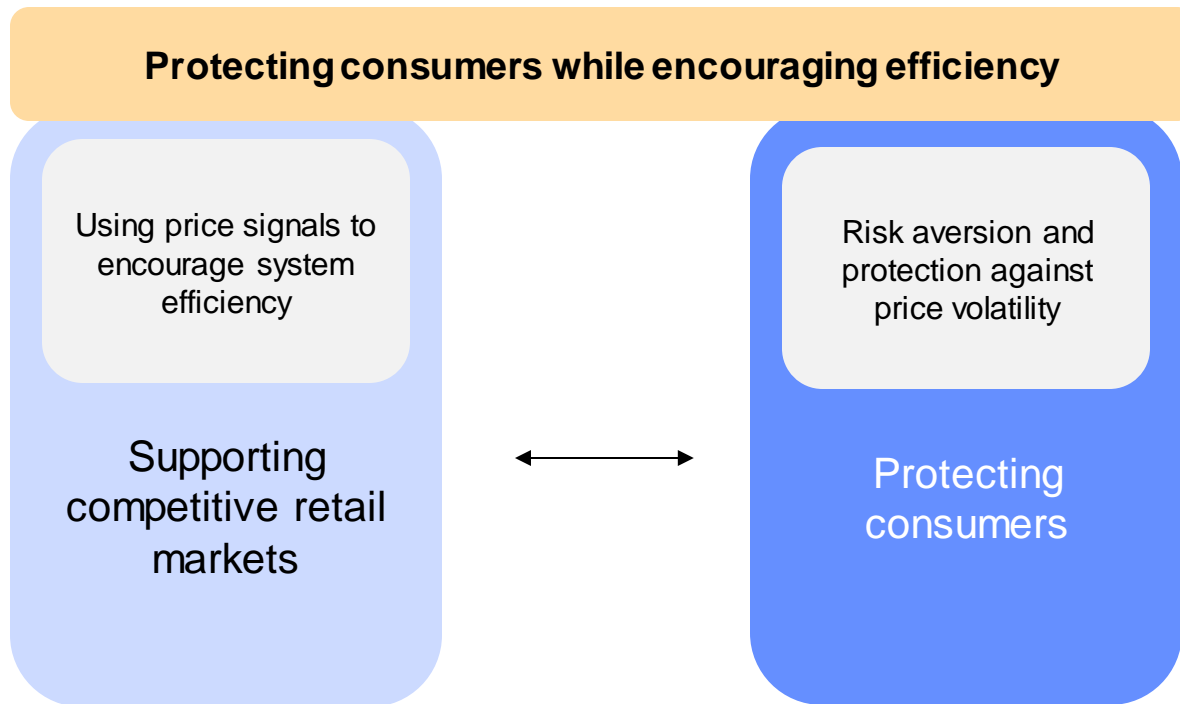 Protecting consumers while encouraging efficiency
Using price signals to
encourage system
efficiency
Supporting
competitive retail
markets
Risk aversion and
protection against
price volatility
Protecting
consumers